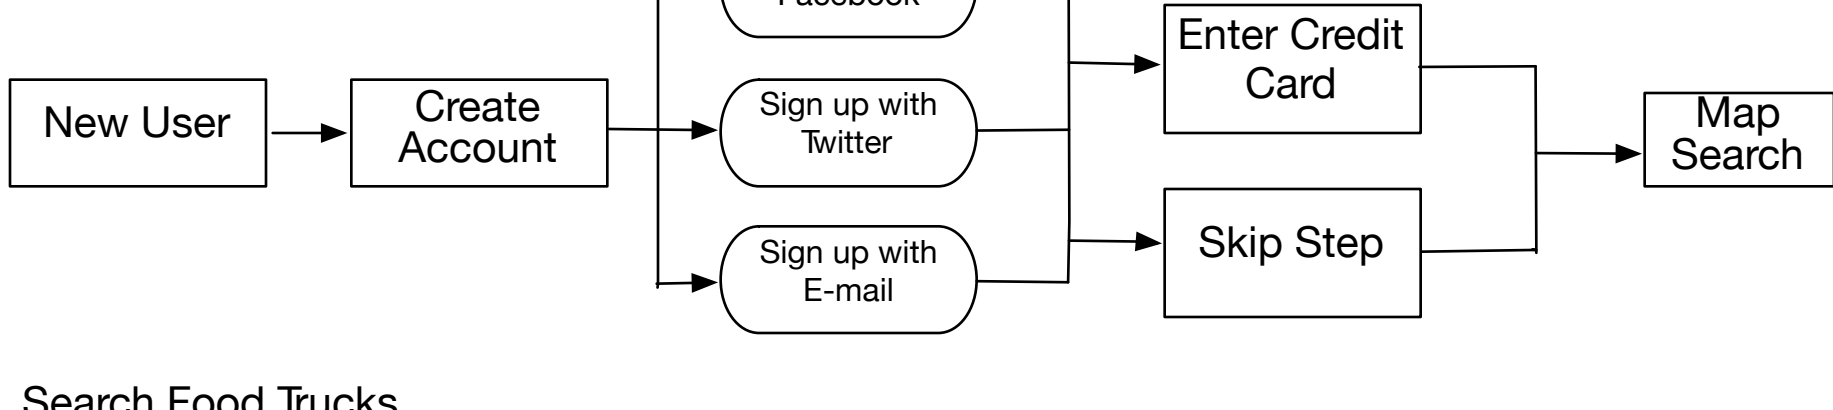 Facebook
Enter Credit
Card
New User
Create
Account
Sign up with
Twitter
Map
Search
Sign up with
E-mail
Skip Step
Search Food Trucks